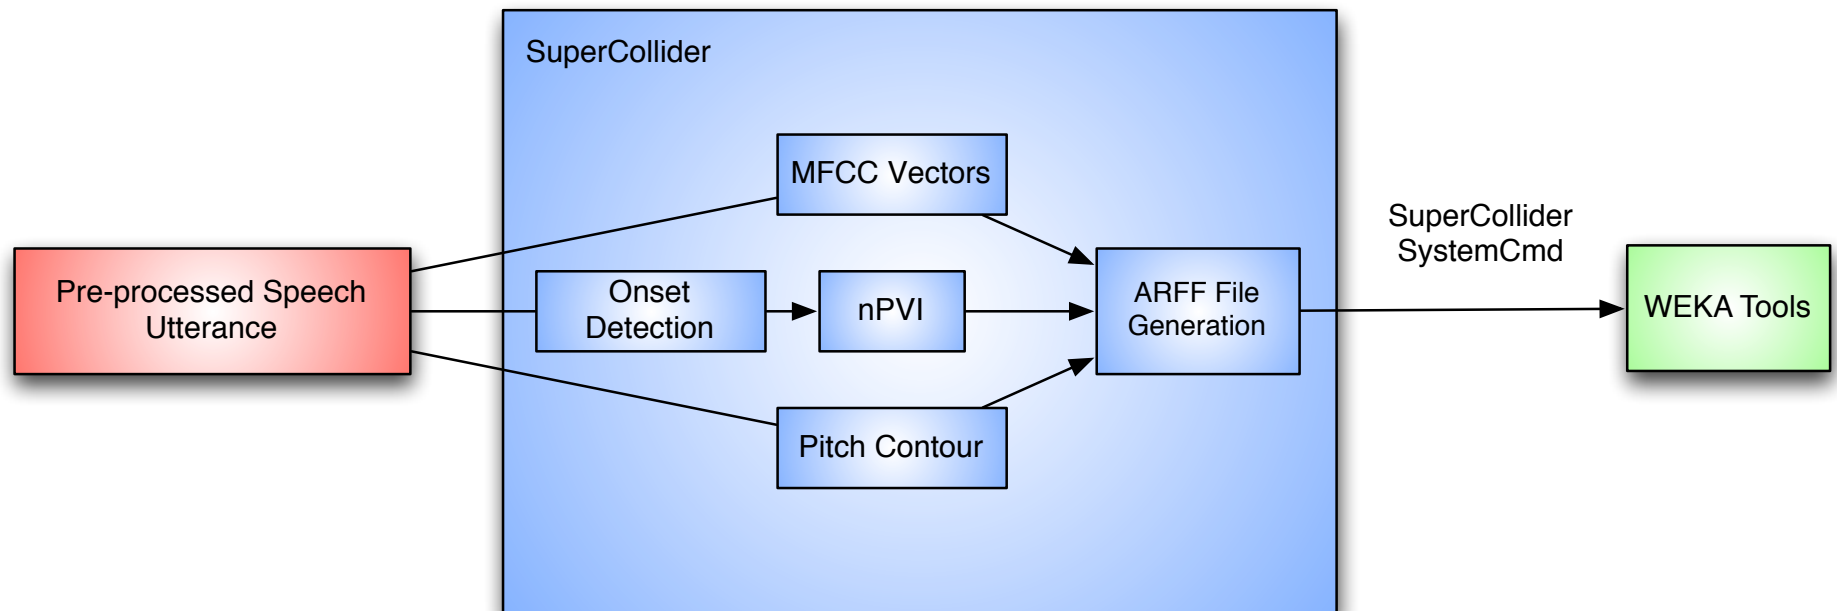 SuperCollider
MFCC Vectors
SuperCollider
SystemCmd
Pre-processed Speech
Utterance
Onset
Detection
nPVI
ARFF File
Generation
WEKA Tools
Pitch Contour